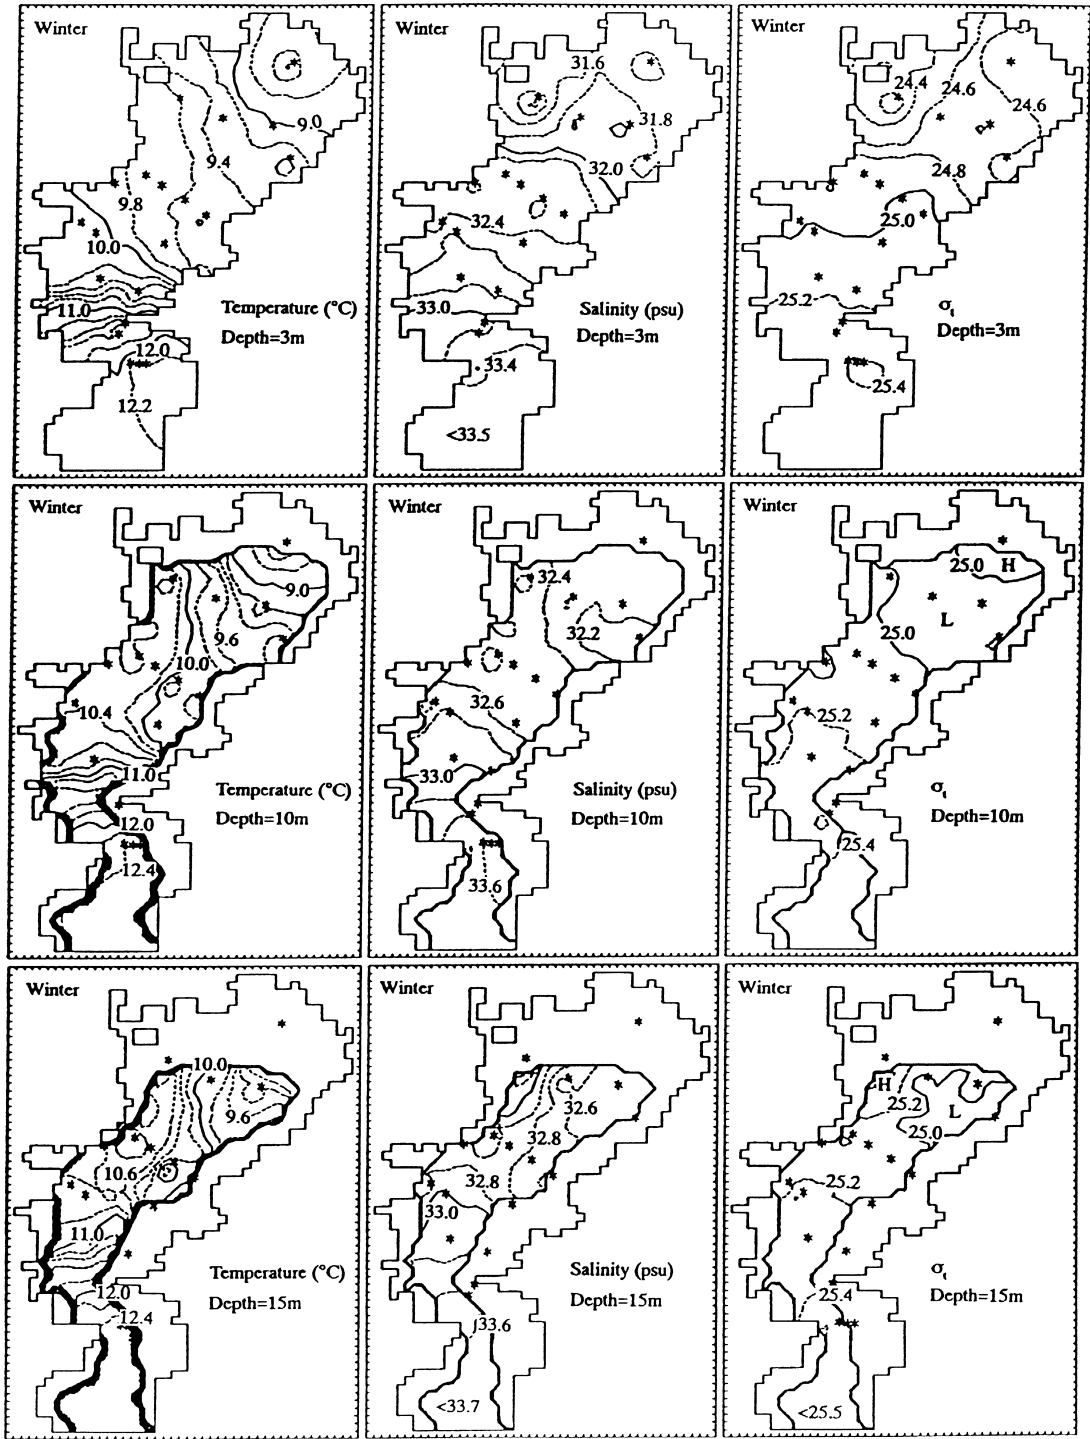 Winter
9.0
9.4
9.8
10.0
11.0
12.0
12.2
Temperature (°C)
Depth=3m
Winter
31.6
31.8
32.0
32.4
33.0
33.4
<33.5
Salinity (psu)
Depth=3m
Winter
24.4
24.6
24.6
24.8
25.0
25.2
25.4
σt
Depth=3m
Winter
9.0
9.6
10.0
10.4
11.0
12.0
12.4
Temperature (°C)
Depth=10m
Winter
32.4
32.2
32.6
33.0
33.6
Salinity (psu)
Depth=10m
Winter
25.0
H
L
25.0
25.2
25.4
σt
Depth=10m
Winter
10.0
9.6
10.6
11.0
12.0
12.4
Temperature (°C)
Depth=15m
Winter
32.6
32.8
32.8
33.0
33.6
<33.7
Salinity (psu)
Depth=15m
Winter
H
25.2
L
25.0
25.2
25.4
<25.5
σt
Depth=15m